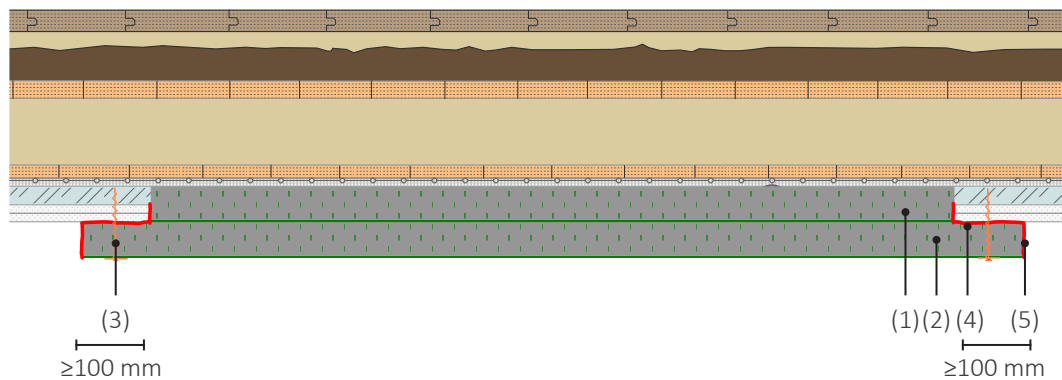 (3) (1) (2) (4) (5)
≥100 mm ≥100 mm